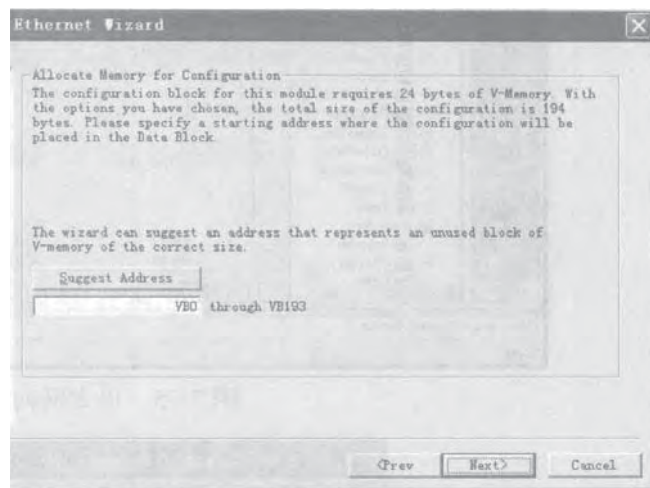 Ethernet Wizard
Allocate Memory for Configuration
The configuration block for this module requires 24 bytes of V-Memory. With
the options you have chosen, the total size of the configuration is 194
bytes. Please specify a starting address where the configuration will be
placed in the Data Block.
The wizard can suggest an address that represents an unused block of
V-memory of the correct size.
Suggest Address
VB0 through VB193
<Prev Next> Cancel